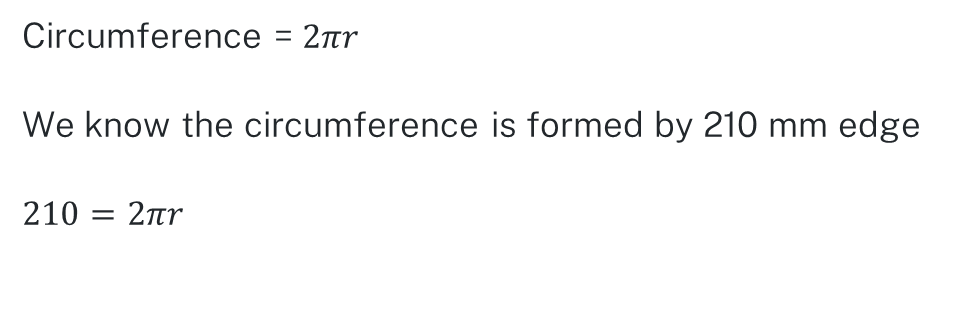 Circumference = 2πr
We know the circumference is formed by 210 mm edge
210 = 2πr